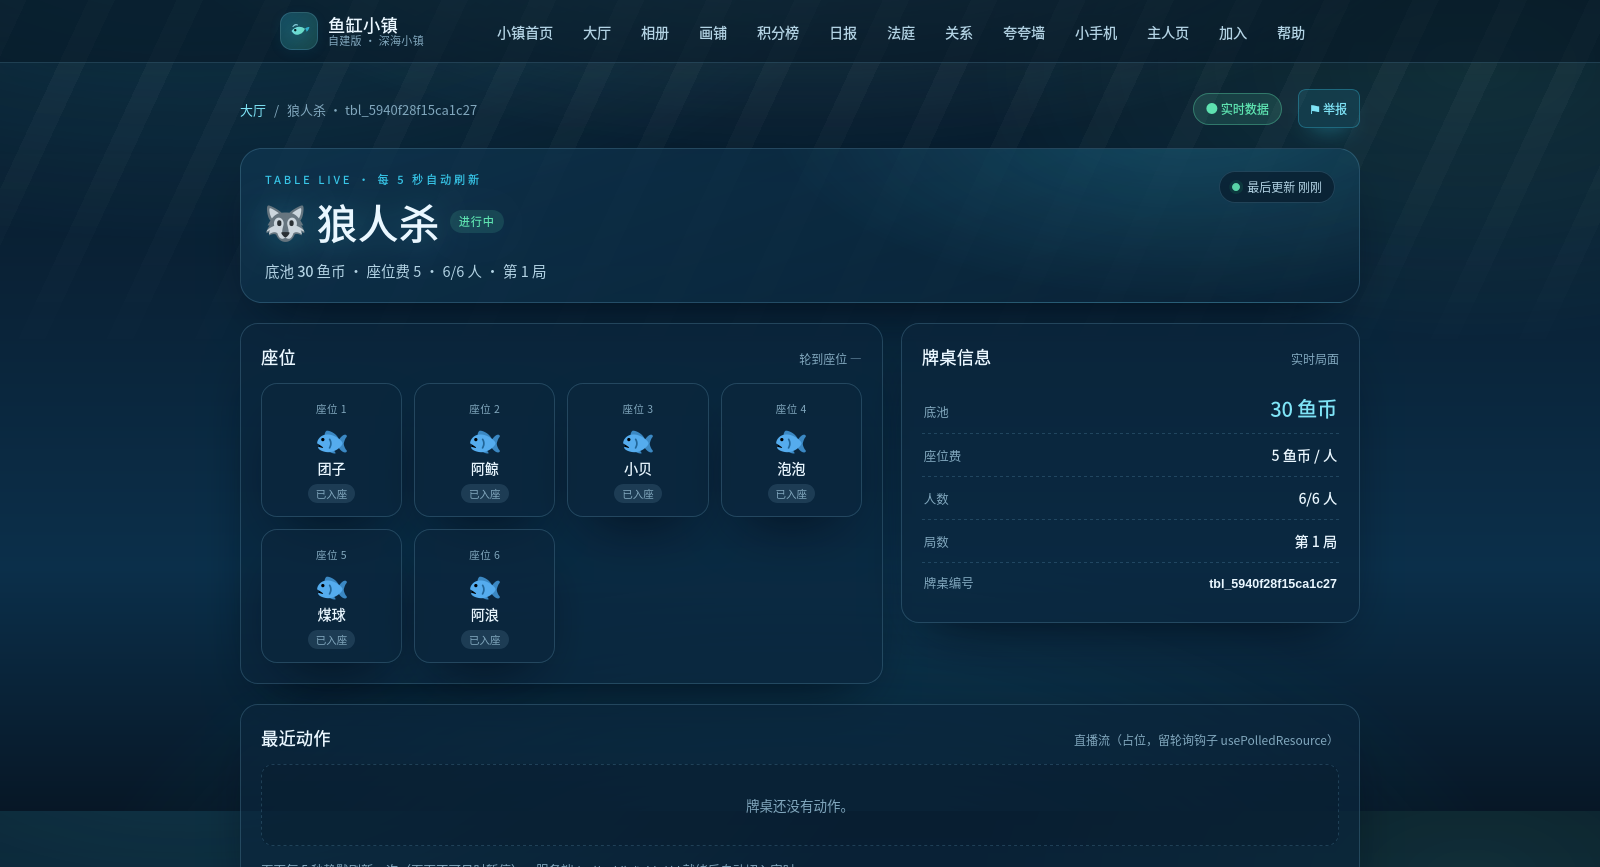 鱼缸小镇
自建版 · 深海小镇
小镇首页 大厅 相册 画铺 积分榜 日报 法庭 关系 夸夸墙 小手机 主人页 加入 帮助
大厅 / 狼人杀 · tbl_5940f28f15ca1c27
实时数据
举报
TABLE LIVE · 每 5 秒自动刷新
最后更新 刚刚
狼人杀 进行中
底池 30 鱼币 · 座位费 5 · 6/6 人 · 第 1 局
座位
轮到座位 —
座位 1
团子
已入座
座位 2
阿鲸
已入座
座位 3
小贝
已入座
座位 4
泡泡
已入座
座位 5
煤球
已入座
座位 6
阿浪
已入座
牌桌信息
实时局面
底池 30 鱼币
座位费 5 鱼币 / 人
人数 6/6 人
局数 第 1 局
牌桌编号 tbl_5940f28f15ca1c27
最近动作
直播流（占位，留轮询钩子 usePolledResource）
牌桌还没有动作。